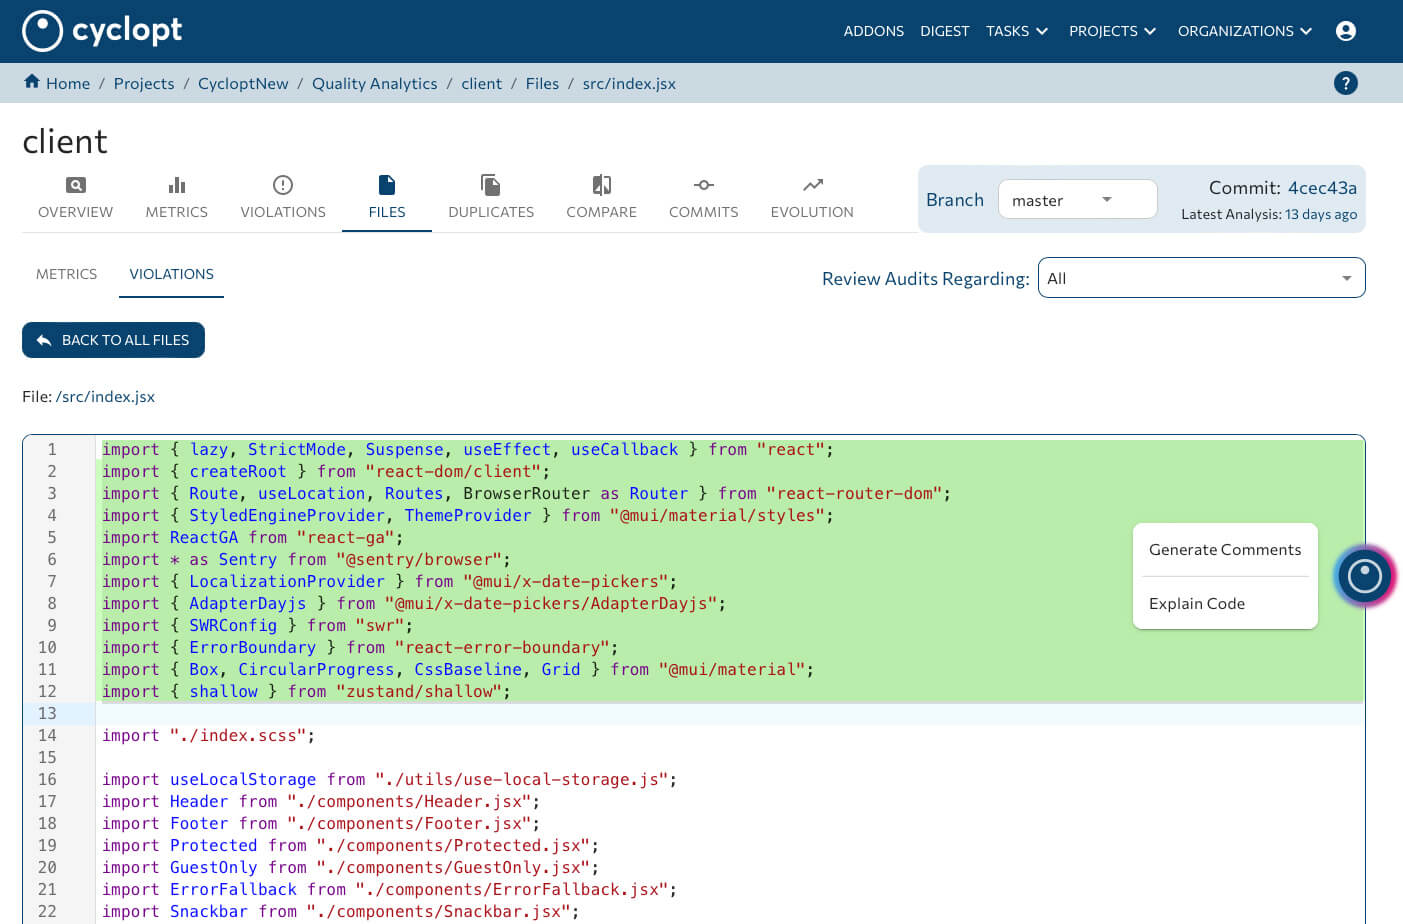 cyclopt
ADDONS DIGEST TASKS PROJECTS ORGANIZATIONS
Home / Projects / CycloptNew / Quality Analytics / client / Files / src/index.jsx
?
client
OVERVIEW METRICS VIOLATIONS FILES DUPLICATES COMPARE COMMITS EVOLUTION
Branch master
Commit: 4cec43a
Latest Analysis: 13 days ago
METRICS VIOLATIONS
Review Audits Regarding: All
BACK TO ALL FILES
File: /src/index.jsx
1 import { lazy, StrictMode, Suspense, useEffect, useCallback } from "react";
2 import { createRoot } from "react-dom/client";
3 import { Route, useLocation, Routes, BrowserRouter as Router } from "react-router-dom";
4 import { StyledEngineProvider, ThemeProvider } from "@mui/material/styles";
5 import ReactGA from "react-ga";
6 import * as Sentry from "@sentry/browser";
7 import { LocalizationProvider } from "@mui/x-date-pickers";
8 import { AdapterDayjs } from "@mui/x-date-pickers/AdapterDayjs";
9 import { SWRConfig } from "swr";
10 import { ErrorBoundary } from "react-error-boundary";
11 import { Box, CircularProgress, CssBaseline, Grid } from "@mui/material";
12 import { shallow } from "zustand/shallow";
13
14 import "./index.scss";
15
16 import useLocalStorage from "./utils/use-local-storage.js";
17 import Header from "./components/Header.jsx";
18 import Footer from "./components/Footer.jsx";
19 import Protected from "./components/Protected.jsx";
20 import GuestOnly from "./components/GuestOnly.jsx";
21 import ErrorFallback from "./components/ErrorFallback.jsx";
22 import Snackbar from "./components/Snackbar.jsx";
Generate Comments
Explain Code